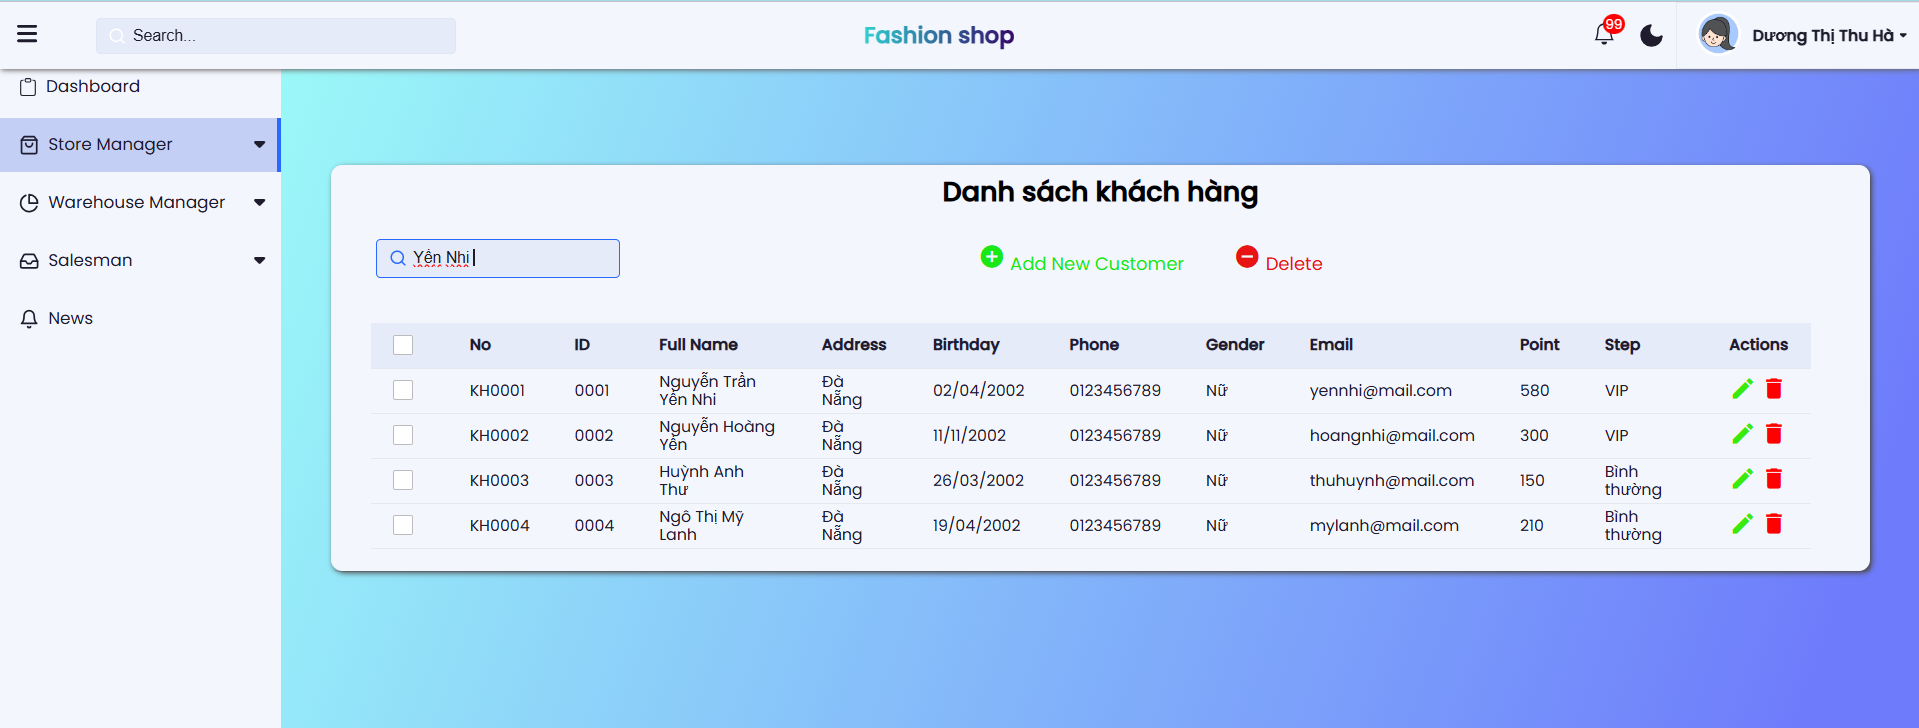 Search...
Fashion shop
99
Dương Thị Thu Hà
Dashboard
Store Manager
Warehouse Manager
Salesman
News
Danh sách khách hàng
Yến Nhi
Add New Customer
Delete
No ID Full Name Address Birthday Phone Gender Email Point Step Actions
KH0001 0001 Nguyễn Trần Yến Nhi Đà Nẵng 02/04/2002 0123456789 Nữ yennhi@mail.com 580 VIP
KH0002 0002 Nguyễn Hoàng Yến Đà Nẵng 11/11/2002 0123456789 Nữ hoangnhi@mail.com 300 VIP
KH0003 0003 Huỳnh Anh Thư Đà Nẵng 26/03/2002 0123456789 Nữ thuhuynh@mail.com 150 Bình thường
KH0004 0004 Ngô Thị Mỹ Lanh Đà Nẵng 19/04/2002 0123456789 Nữ mylanh@mail.com 210 Bình thường